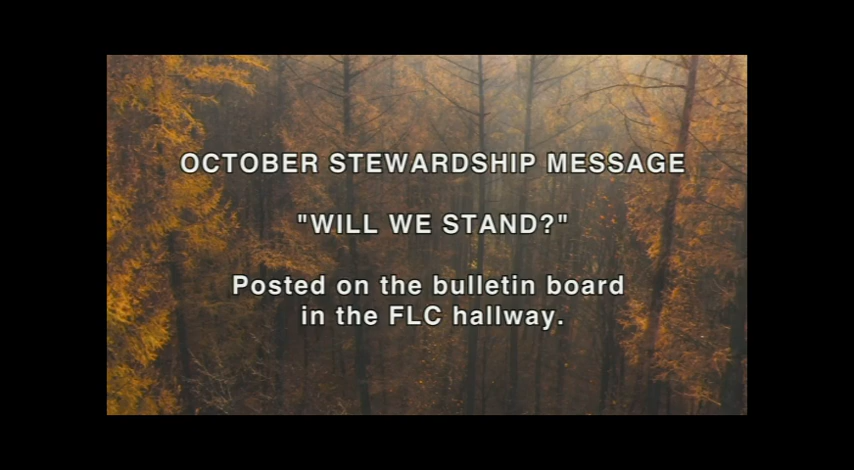 OCTOBER STEWARDSHIP MESSAGE
"WILL WE STAND?"
Posted on the bulletin board
in the FLC hallway.